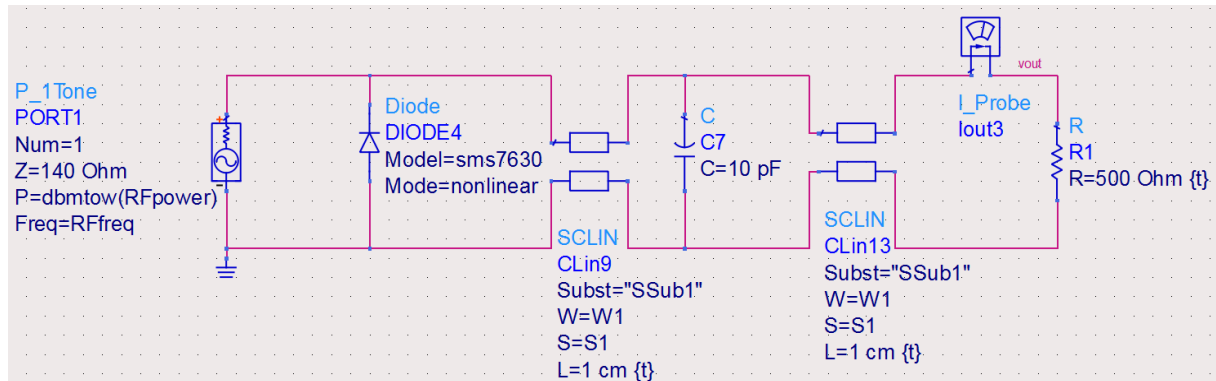 P_1Tone
PORT1
Num=1
Z=140 Ohm
P=dbmtow(RFpower)
Freq=RFfreq
Diode
DIODE4
Model=sms7630
Mode=nonlinear
SCLIN
CLin9
Subst="SSub1"
W=W1
S=S1
L=1 cm {t}
C
C7
C=10 pF
SCLIN
CLin13
Subst="SSub1"
W=W1
S=S1
L=1 cm {t}
vout
I_Probe
Iout3
R
R1
R=500 Ohm {t}